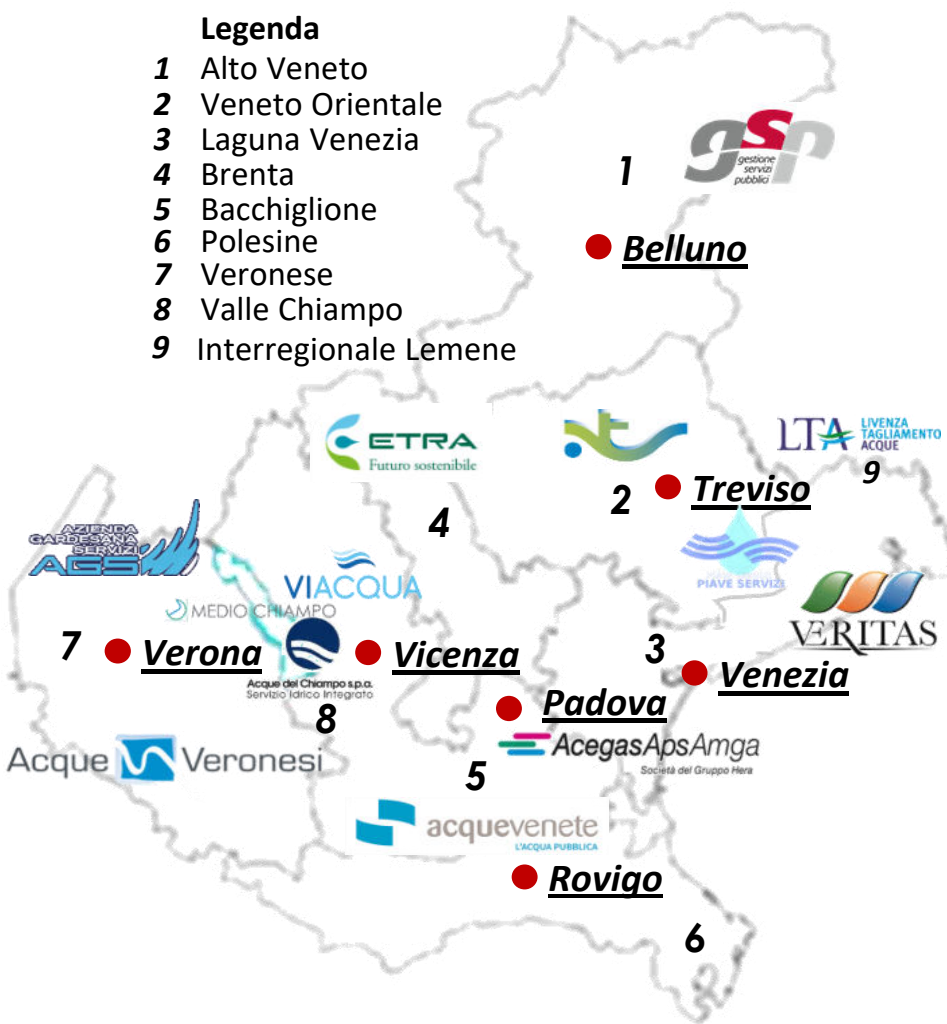 Legenda
1 Alto Veneto
2 Veneto Orientale
3 Laguna Venezia
4 Brenta
5 Bacchiglione
6 Polesine
7 Veronese
8 Valle Chiampo
9 Interregionale Lemene
gsp
gestione
servizi
pubblici
1
Belluno
ETRA
Futuro sostenibile
LTA LIVENZA
TAGLIAMENTO
ACQUE
9
2
Treviso
4
AZIENDA
GARDESANA
SERVIZI
AGS
PIAVE SERVIZI
VIACQUA
MEDIO CHIAMPO
VERITAS
7
Verona
Vicenza
3
Venezia
Acque del Chiampo s.p.a.
Servizio Idrico Integrato
8
Padova
Acque Veronesi
AcegasApsAmga
Società del Gruppo Hera
5
acquevenete
L'ACQUA PUBBLICA
Rovigo
6